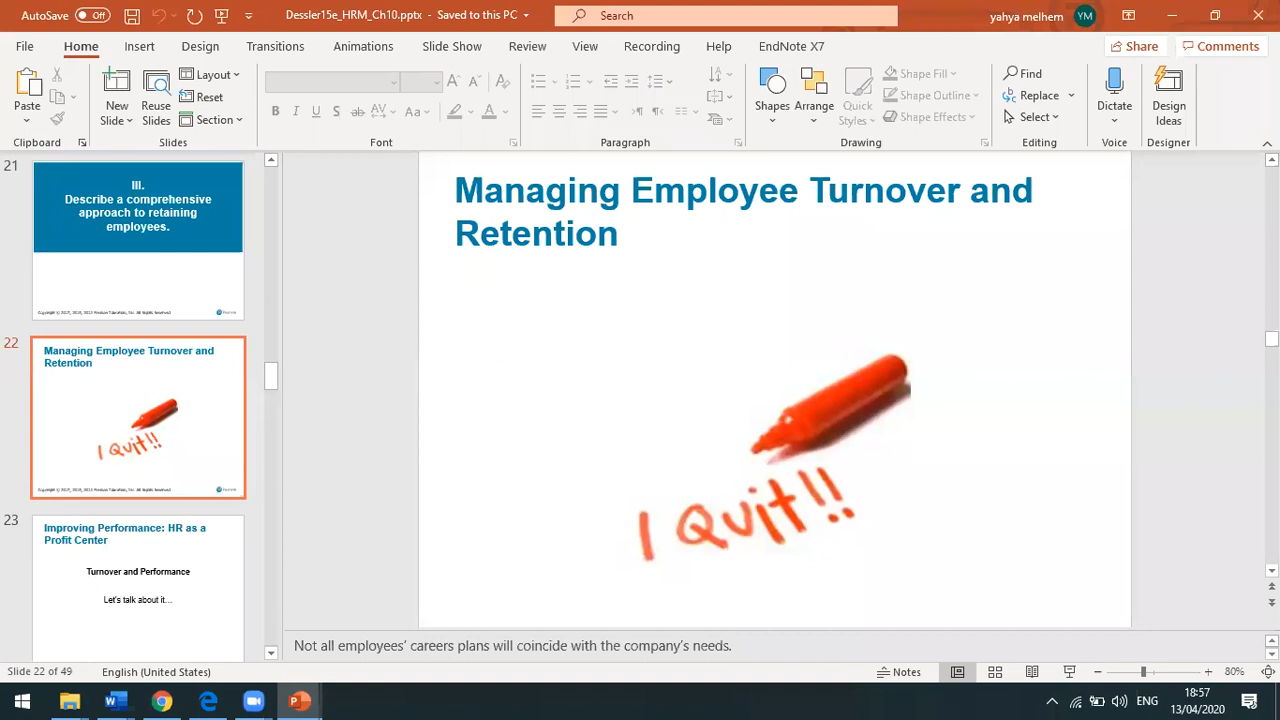 AutoSave
Off
Dessler15e_HRM_Ch10.pptx - Saved to this PC
Search
yahya melhem
YM
File
Home
Insert
Design
Transitions
Animations
Slide Show
Review
View
Recording
Help
EndNote X7
Share
Comments
Paste
New
Slide
Reuse
Slides
Layout
Reset
Section
B
I
U
S
ab
AV
Aa
A
Shapes
Arrange
Quick
Styles
Shape Fill
Shape Outline
Shape Effects
Find
Replace
Select
Dictate
Design
Ideas
Clipboard
Slides
Font
Paragraph
Drawing
Editing
Voice
Designer
21
III.
Describe a comprehensive
approach to retaining
employees.
22
Managing Employee Turnover and
Retention
I Quit!!
23
Improving Performance: HR as a
Profit Center
Turnover and Performance
Let's talk about it...
Managing Employee Turnover and
Retention
I Quit!!
Not all employees' careers plans will coincide with the company's needs.
Slide 22 of 49
English (United States)
Notes
80%
ENG
18:57
13/04/2020